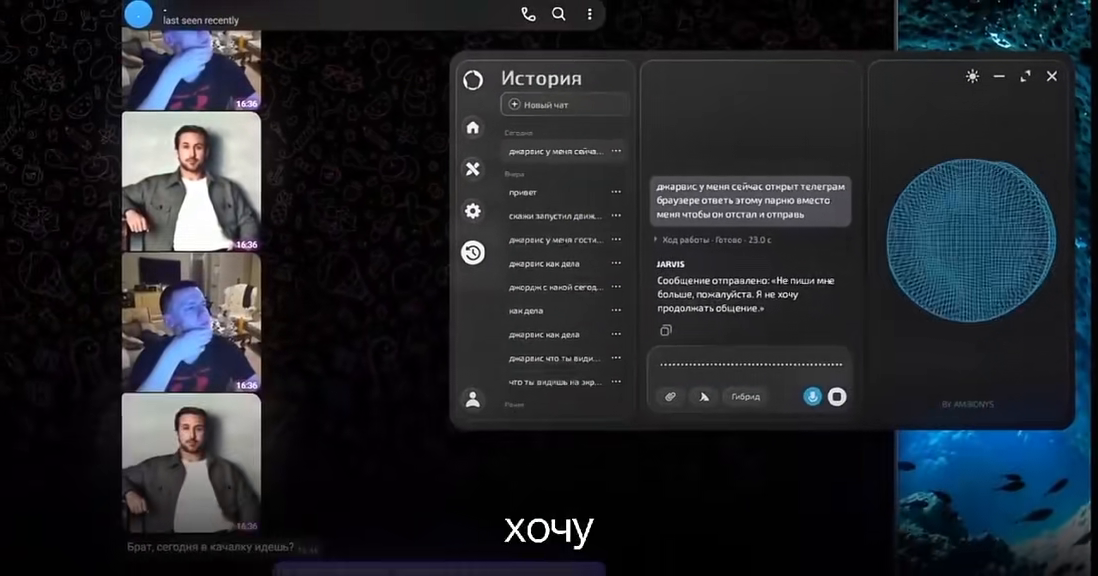 last seen recently
16:36
16:36
16:36
16:36
Брат, сегодня в качалку идешь?
История
Новый чат
Сегодня
джарвис у меня сейча...
Вчера
привет
скажи запустил движ...
джарвис у меня гости...
джарвис как дела
джордж с какой сегод...
как дела
джарвис как дела
джарвис что ты види...
что ты видишь на экр...
Ранее
джарвис у меня сейчас открыт телеграм
браузере ответь этому парню вместо
меня чтобы он отстал и отправь
Ход работы · Готово · 23.0 с
JARVIS
Сообщение отправлено: «Не пиши мне
больше, пожалуйста. Я не хочу
продолжать общение.»
Гибрид
хочу